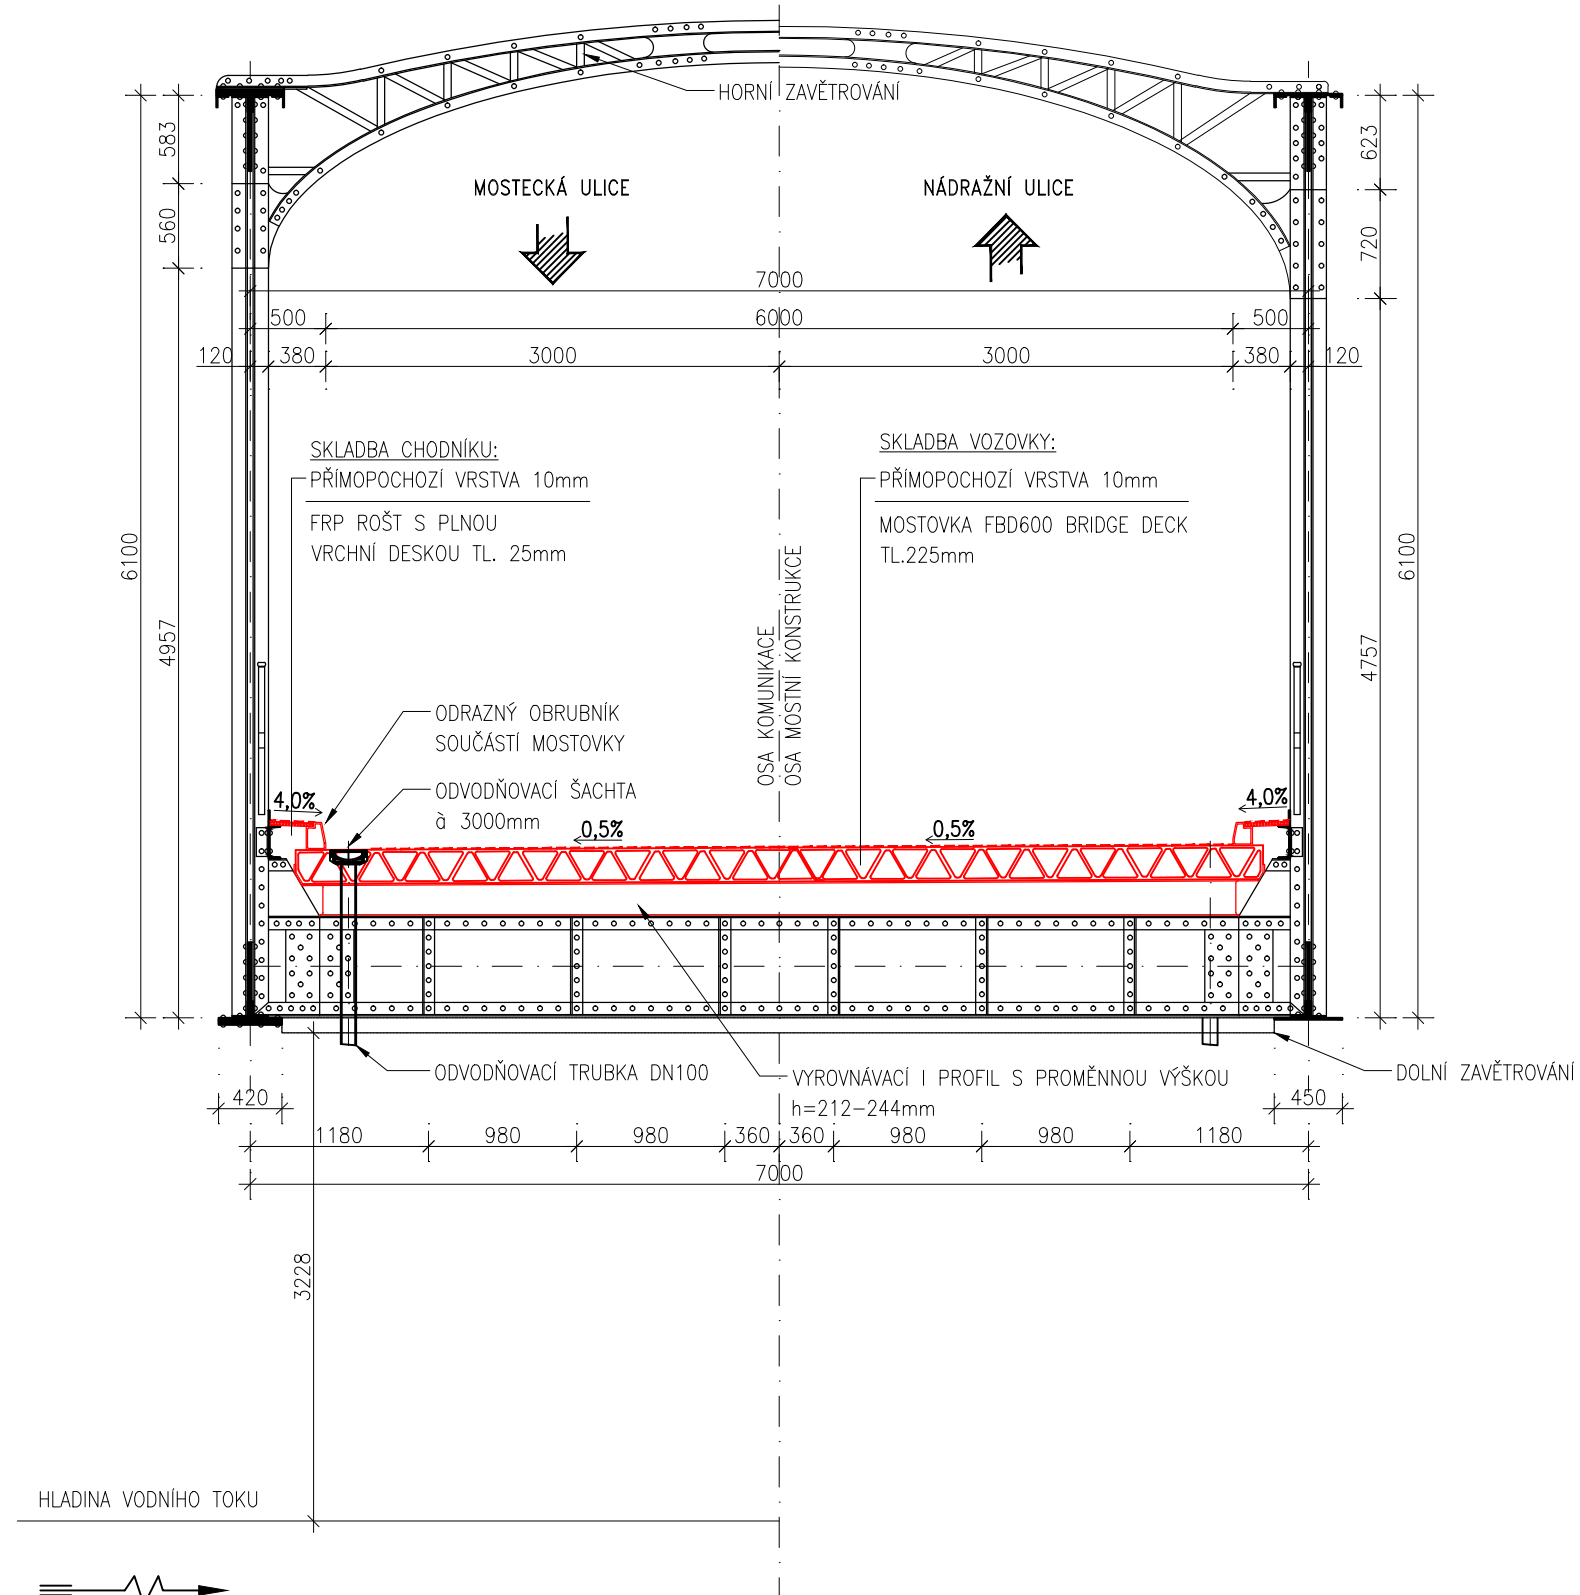 HORNÍ ZAVĚTROVÁNÍ
583
623
MOSTECKÁ ULICE
NÁDRAŽNÍ ULICE
560
720
7000
500
6000
500
120
380
3000
3000
380
120
SKLADBA CHODNÍKU:
PŘÍMOPOCHOZÍ VRSTVA 10mm
FRP ROŠT S PLNOU
VRCHNÍ DESKOU TL. 25mm
SKLADBA VOZOVKY:
PŘÍMOPOCHOZÍ VRSTVA 10mm
MOSTOVKA FBD600 BRIDGE DECK
TL.225mm
6100
6100
4957
4757
OSA KOMUNIKACE
OSA MOSTNÍ KONSTRUKCE
ODRAZNÝ OBRUBNÍK
SOUČÁSTÍ MOSTOVKY
ODVODŇOVACÍ ŠACHTA
à 3000mm
4,0%
4,0%
0,5%
0,5%
ODVODŇOVACÍ TRUBKA DN100
VYROVNÁVACÍ I PROFIL S PROMĚNNOU VÝŠKOU
h=212-244mm
DOLNÍ ZAVĚTROVÁNÍ
420
450
1180
980
980
360
360
980
980
1180
7000
3228
HLADINA VODNÍHO TOKU